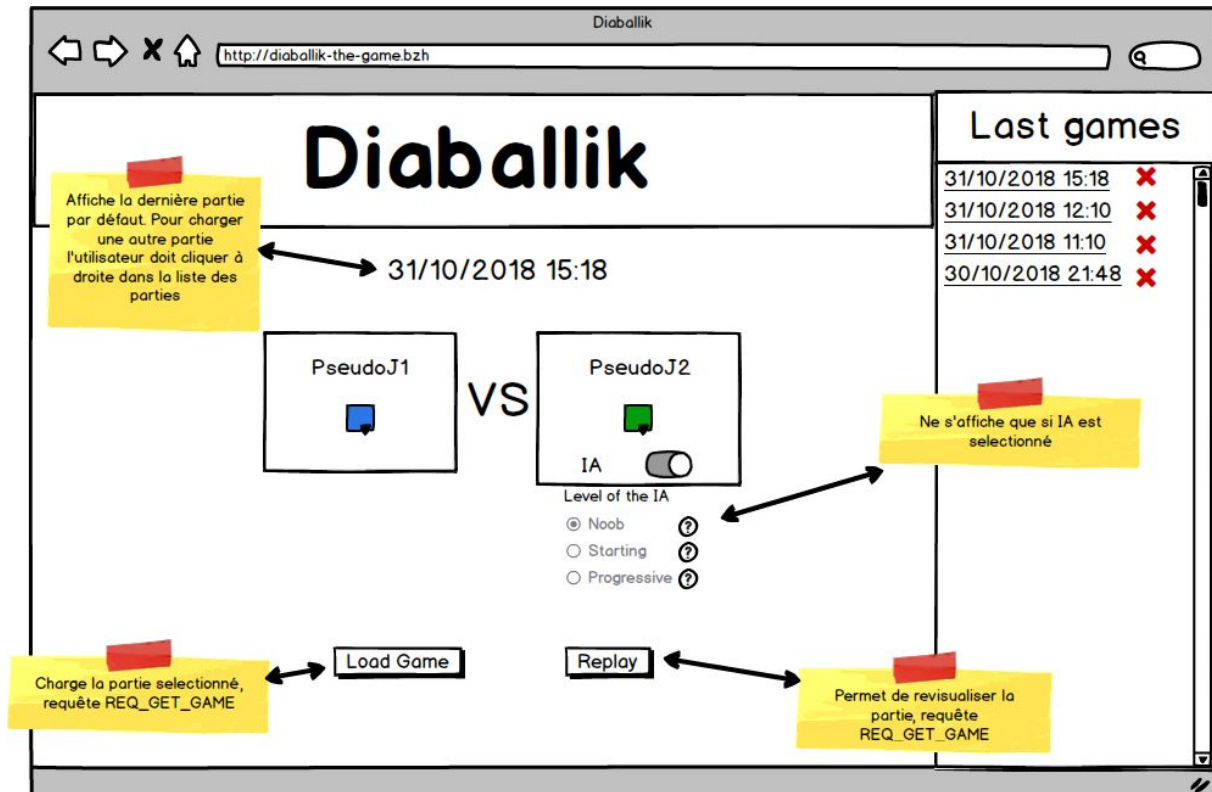 Diaballik
http://diaballik-the-game.bzh
Diaballik
Last games
31/10/2018 15:18
31/10/2018 12:10
31/10/2018 11:10
30/10/2018 21:48
Affiche la dernière partie
par défaut. Pour charger
une autre partie
l'utilisateur doit cliquer à
droite dans la liste des
parties
31/10/2018 15:18
PseudoJ1
VS
PseudoJ2
IA
Level of the IA
Noob ?
Starting ?
Progressive ?
Ne s'affiche que si IA est
selectionné
Load Game
Replay
Charge la partie selectionné,
requête REQ_GET_GAME
Permet de revisualiser la
partie, requête
REQ_GET_GAME